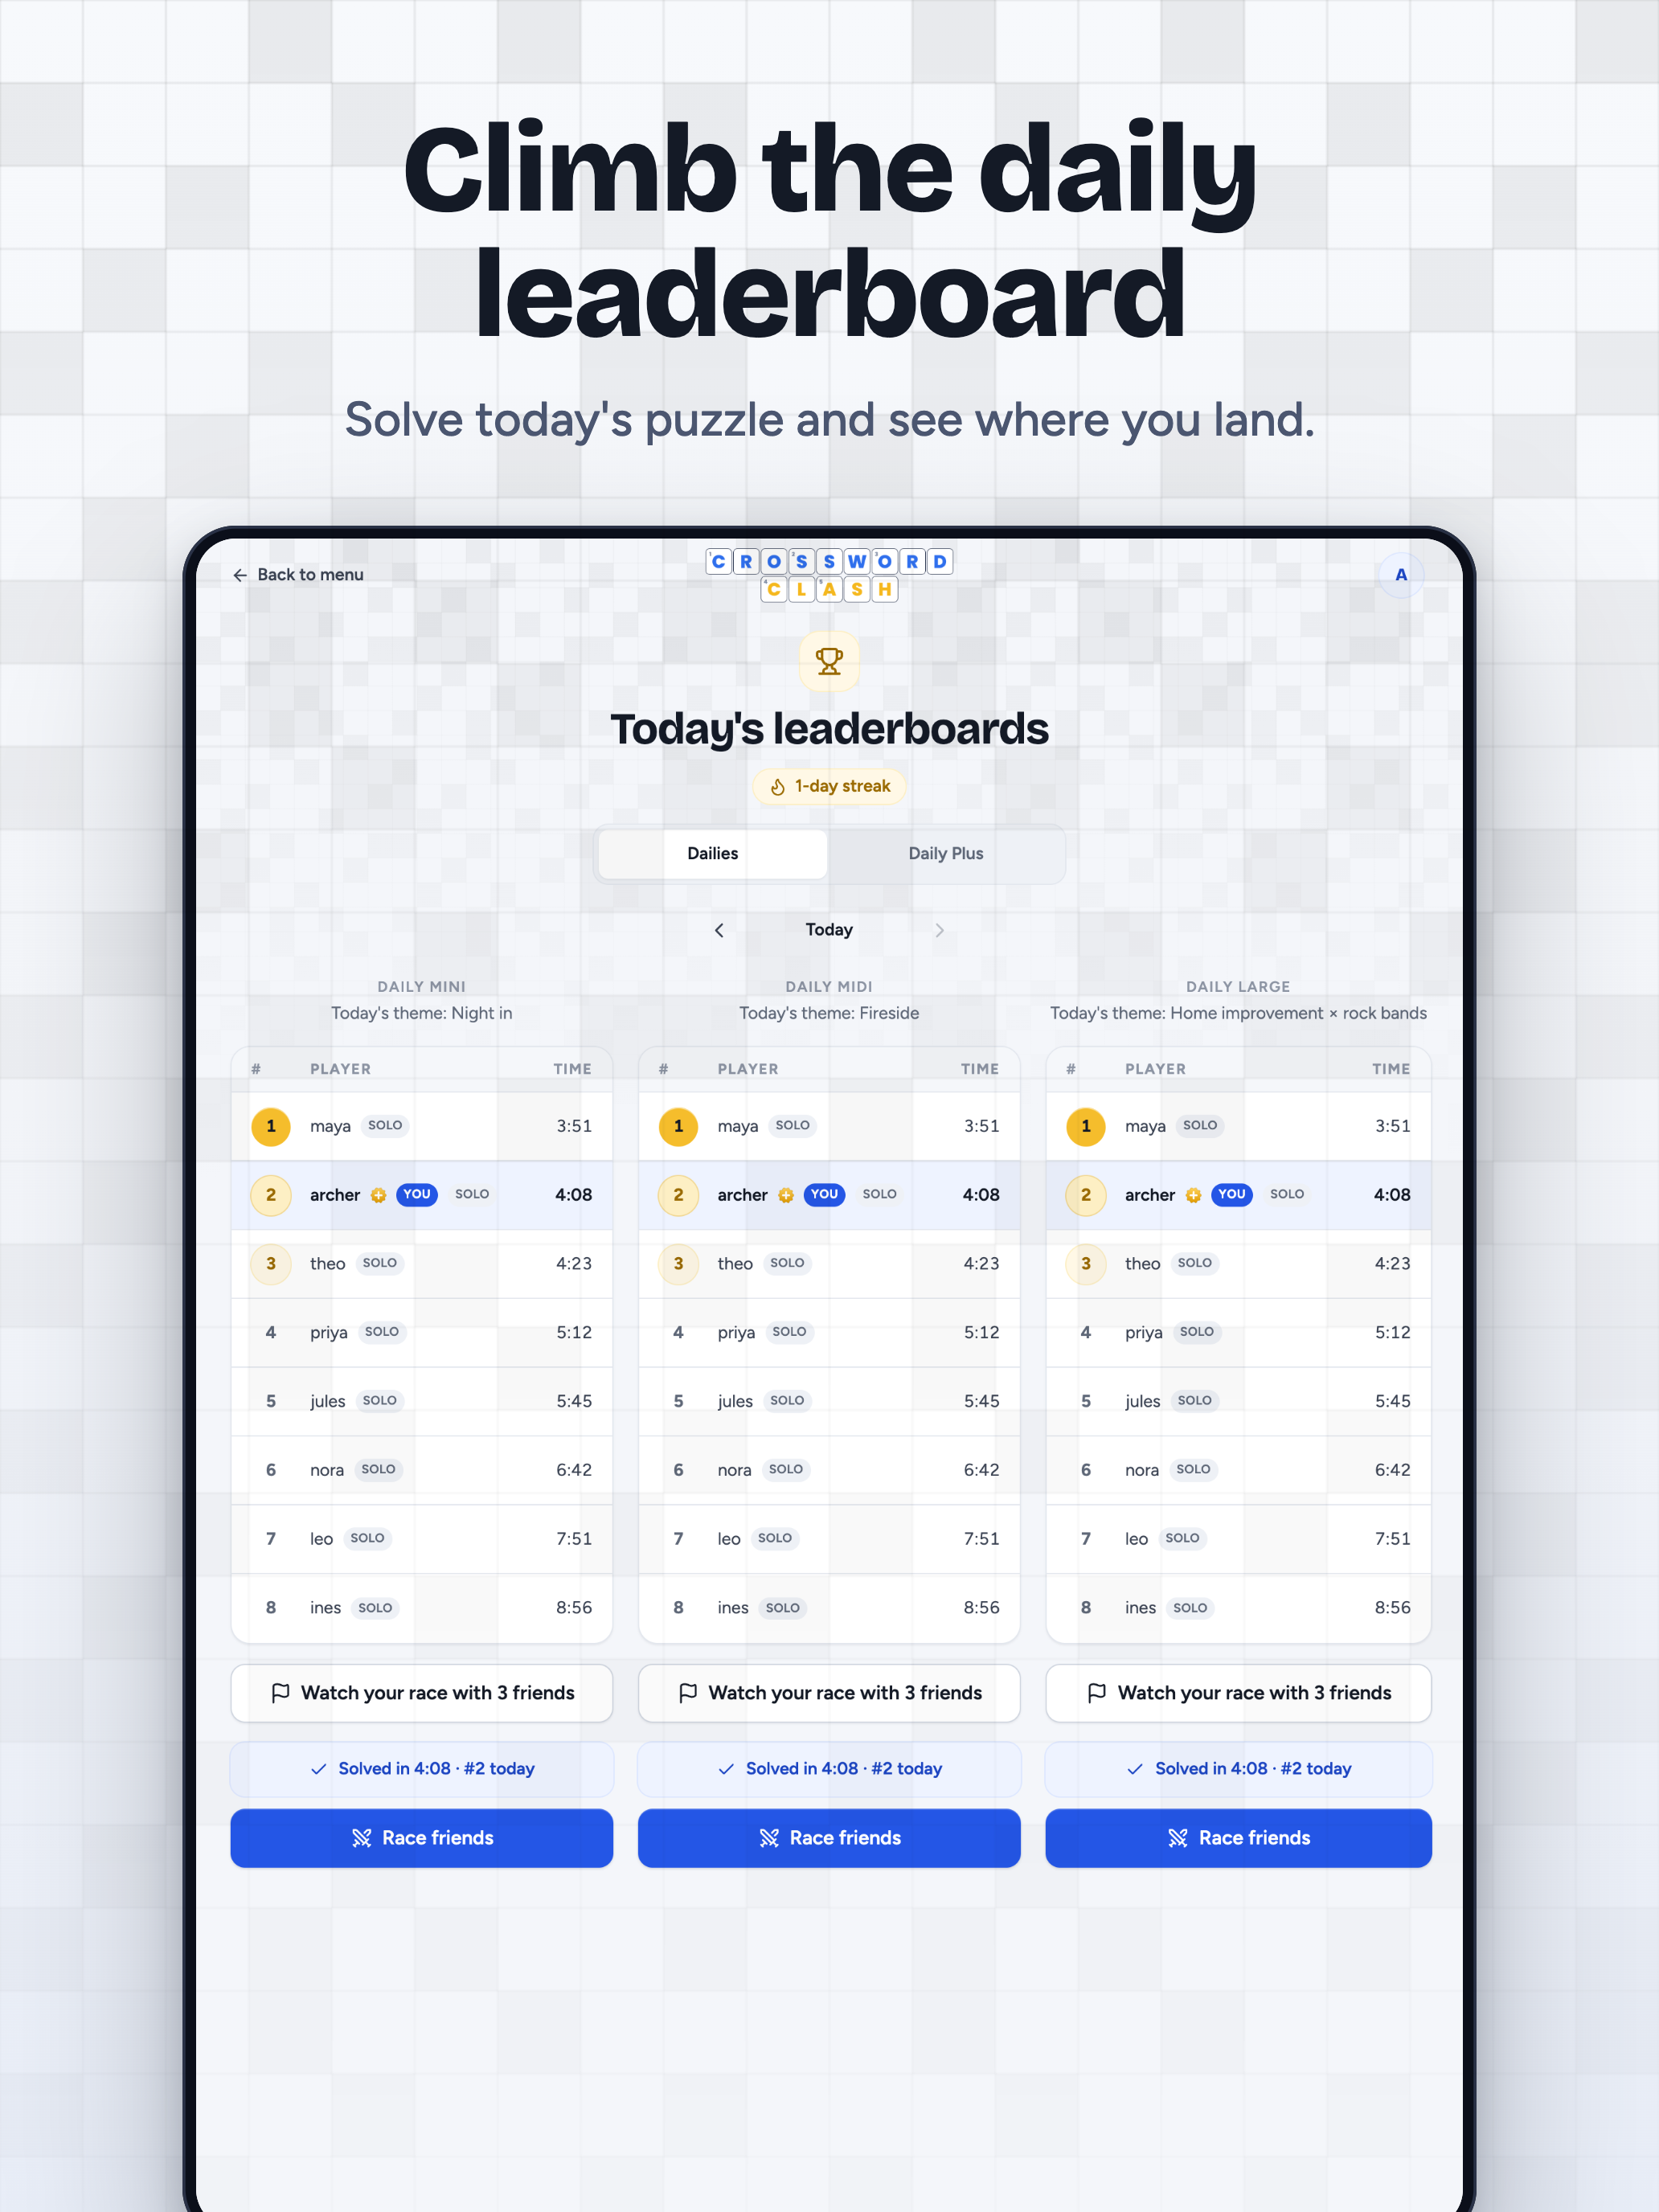 Climb the daily
leaderboard
Solve today's puzzle and see where you land.
Back to menu
CROSSWORD
CLASH
A
Today's leaderboards
1-day streak
Dailies
Daily Plus
Today
DAILY MINI
Today's theme: Night in
# PLAYER TIME
1 maya SOLO 3:51
2 archer YOU SOLO 4:08
3 theo SOLO 4:23
4 priya SOLO 5:12
5 jules SOLO 5:45
6 nora SOLO 6:42
7 leo SOLO 7:51
8 ines SOLO 8:56
Watch your race with 3 friends
Solved in 4:08 · #2 today
Race friends
DAILY MIDI
Today's theme: Fireside
# PLAYER TIME
1 maya SOLO 3:51
2 archer YOU SOLO 4:08
3 theo SOLO 4:23
4 priya SOLO 5:12
5 jules SOLO 5:45
6 nora SOLO 6:42
7 leo SOLO 7:51
8 ines SOLO 8:56
Watch your race with 3 friends
Solved in 4:08 · #2 today
Race friends
DAILY LARGE
Today's theme: Home improvement × rock bands
# PLAYER TIME
1 maya SOLO 3:51
2 archer YOU SOLO 4:08
3 theo SOLO 4:23
4 priya SOLO 5:12
5 jules SOLO 5:45
6 nora SOLO 6:42
7 leo SOLO 7:51
8 ines SOLO 8:56
Watch your race with 3 friends
Solved in 4:08 · #2 today
Race friends